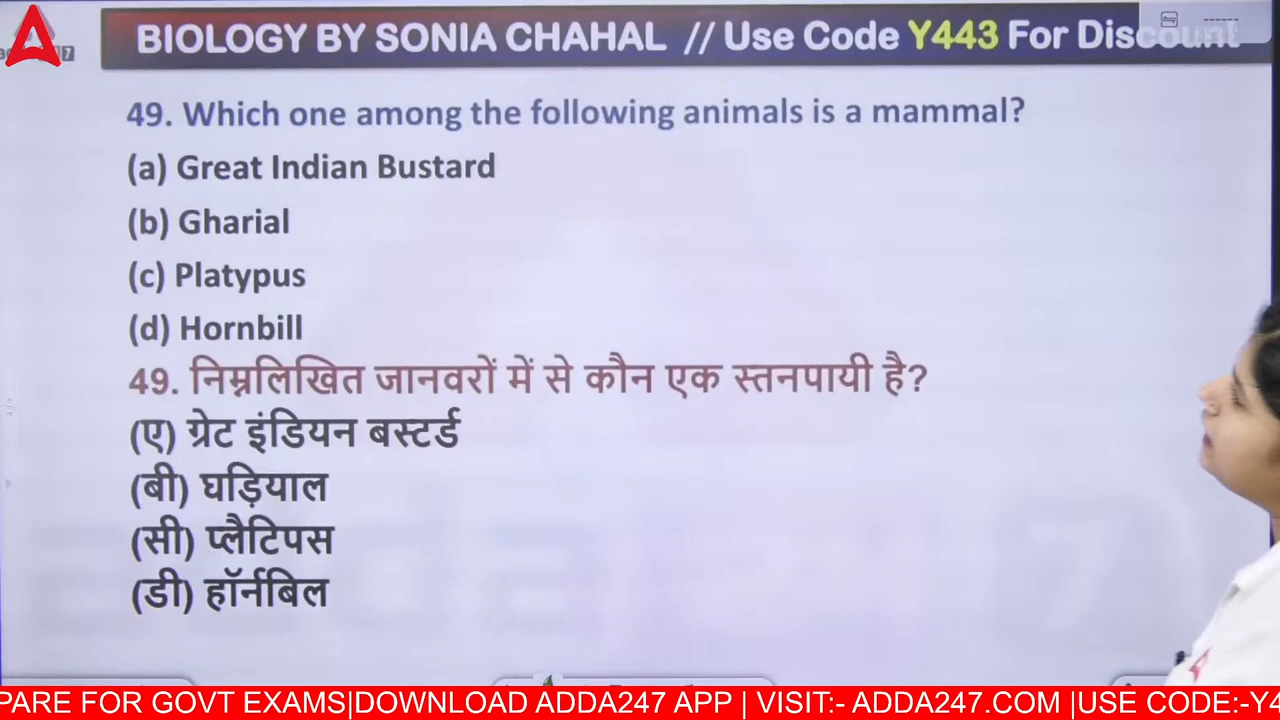 BIOLOGY BY SONIA CHAHAL // Use Code Y443 For Discount
49. Which one among the following animals is a mammal?
(a) Great Indian Bustard
(b) Gharial
(c) Platypus
(d) Hornbill
49. निम्नलिखित जानवरों में से कौन एक स्तनपायी है?
(ए) ग्रेट इंडियन बस्टर्ड
(बी) घड़ियाल
(सी) प्लैटिपस
(डी) हॉर्नबिल
PARE FOR GOVT EXAMS|DOWNLOAD ADDA247 APP | VISIT:- ADDA247.COM |USE CODE:-Y4